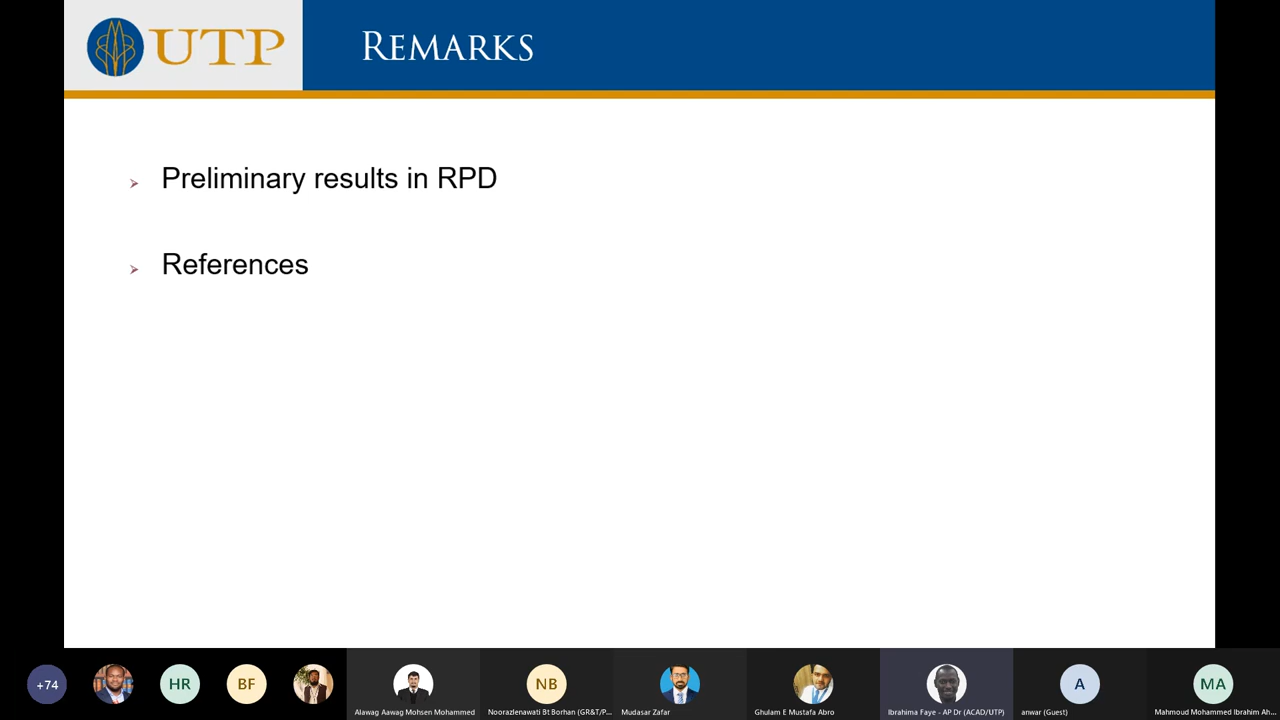 UTP
REMARKS
Preliminary results in RPD
References
+74
HR
BF
NB
A
MA
Alawag Aawag Mohsen Mohammed
Noorazlenawati Bt Borhan (GR&T/P...
Mudasar Zafar
Ghulam E Mustafa Abro
Ibrahima Faye - AP Dr (ACAD/UTP)
anwar (Guest)
Mahmoud Mohammed Ibrahim Ah...